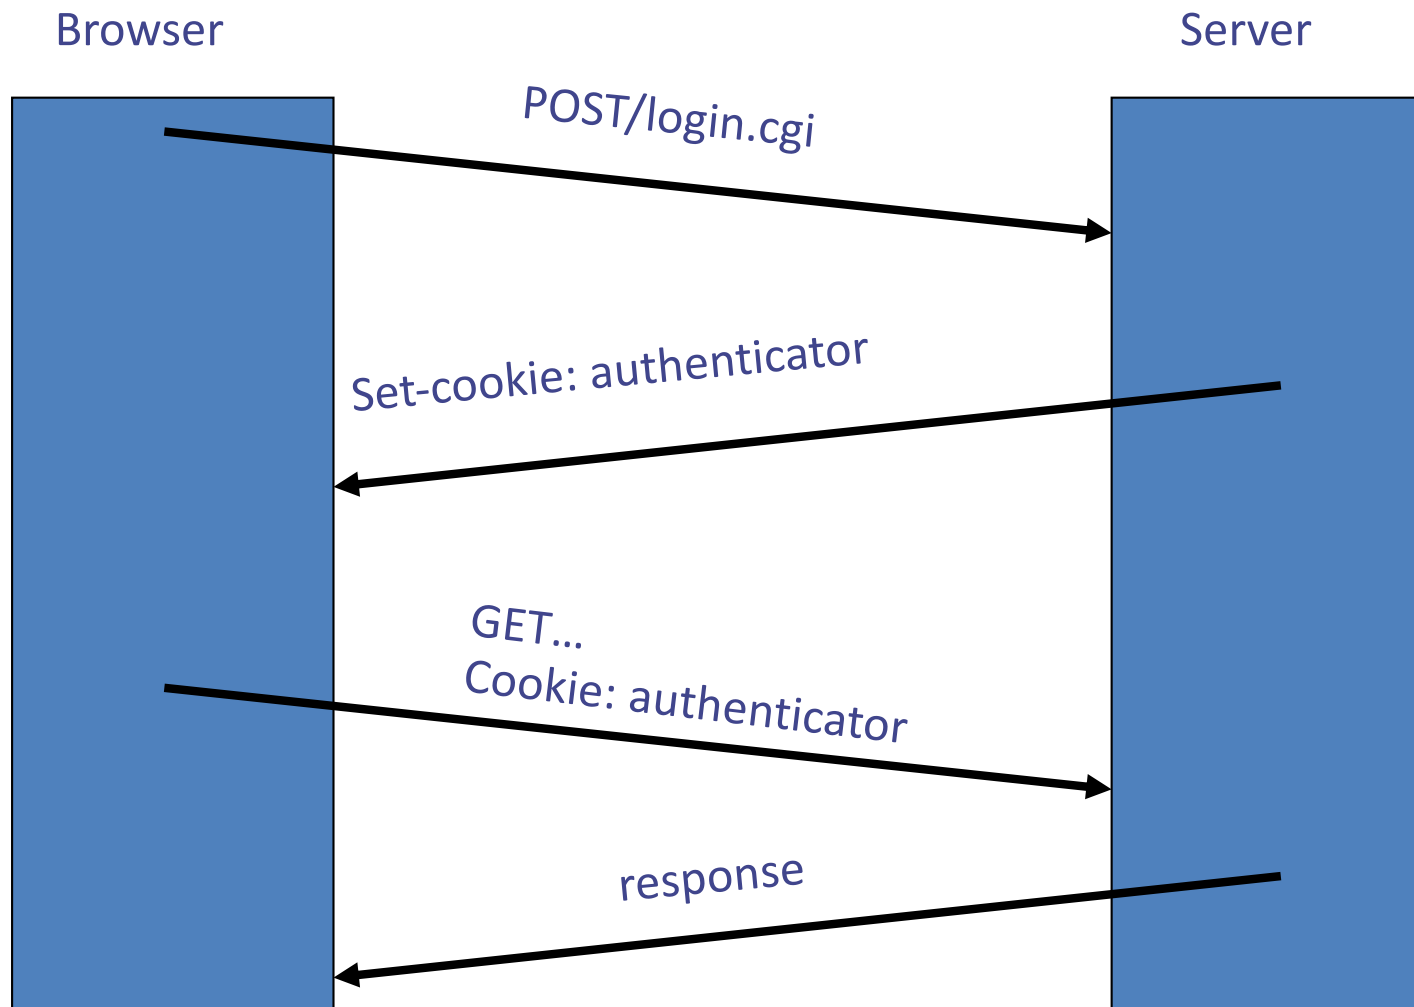 Browser
Server
POST/login.cgi
Set-cookie: authenticator
GET...
Cookie: authenticator
response